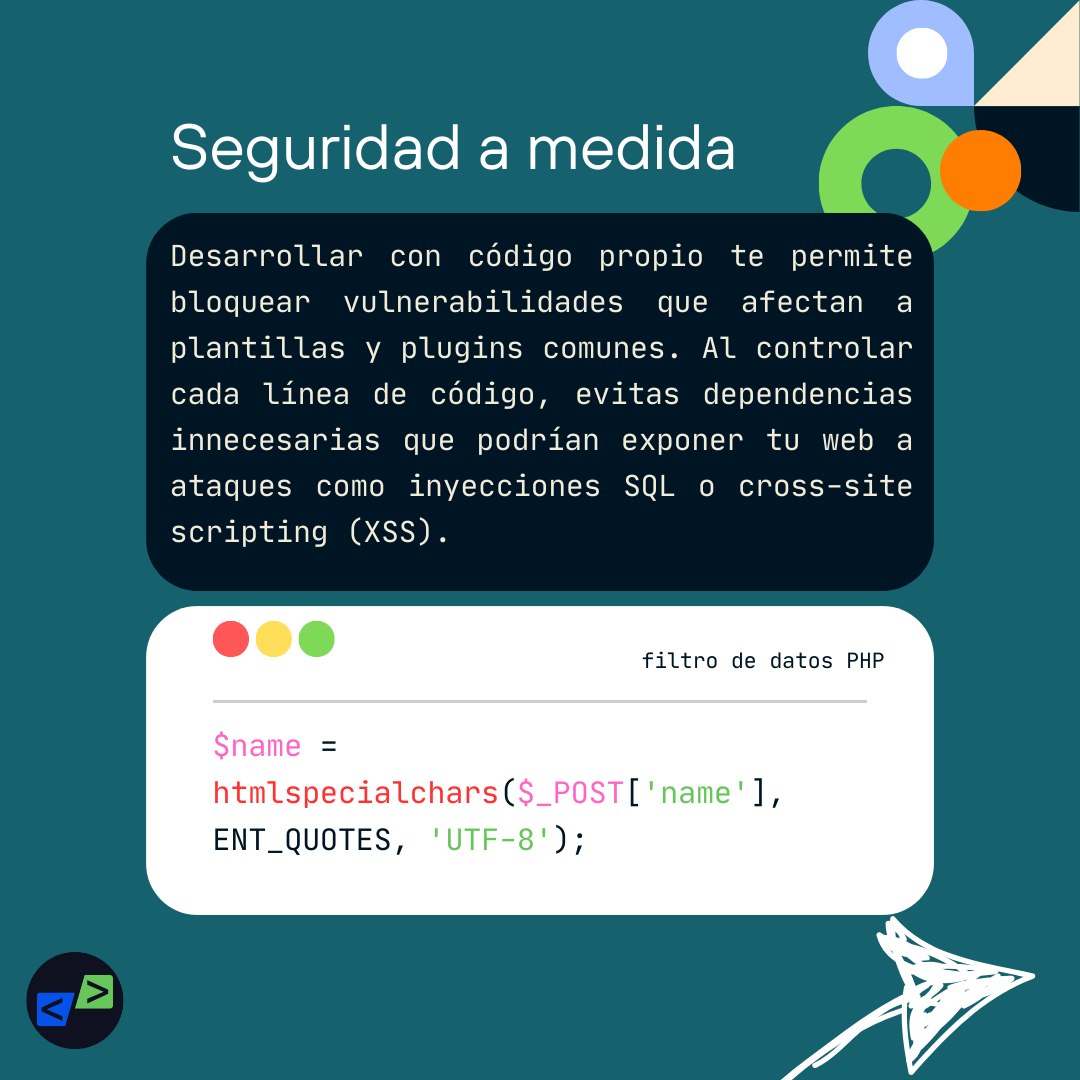 Seguridad a medida
Desarrollar con código propio te permite
bloquear vulnerabilidades que afectan a
plantillas y plugins comunes. Al controlar
cada línea de código, evitas dependencias
innecesarias que podrían exponer tu web a
ataques como inyecciones SQL o cross-site
scripting (XSS).
filtro de datos PHP
$name =
htmlspecialchars($_POST['name'],
ENT_QUOTES, 'UTF-8');
< >